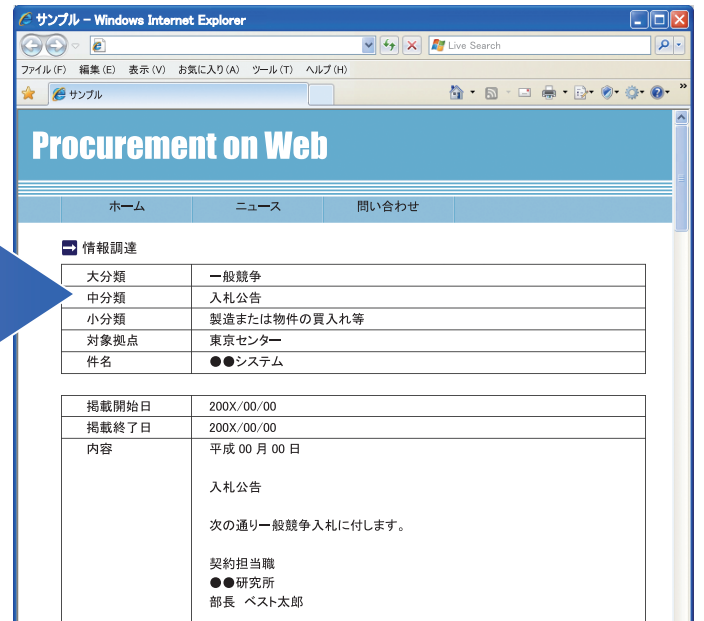 サンプル - Windows Internet Explorer
Live Search
ファイル(F) 編集(E) 表示(V) お気に入り(A) ツール(T) ヘルプ(H)
サンプル
Procurement on Web
ホーム ニュース 問い合わせ
情報調達
大分類 一般競争
中分類 入札公告
小分類 製造または物件の買入れ等
対象拠点 東京センター
件名 ●●システム
掲載開始日 200X/00/00
掲載終了日 200X/00/00
内容 平成 00 月 00 日
入札公告
次の通り一般競争入札に付します。
契約担当職
●●研究所
部長 ベスト太郎